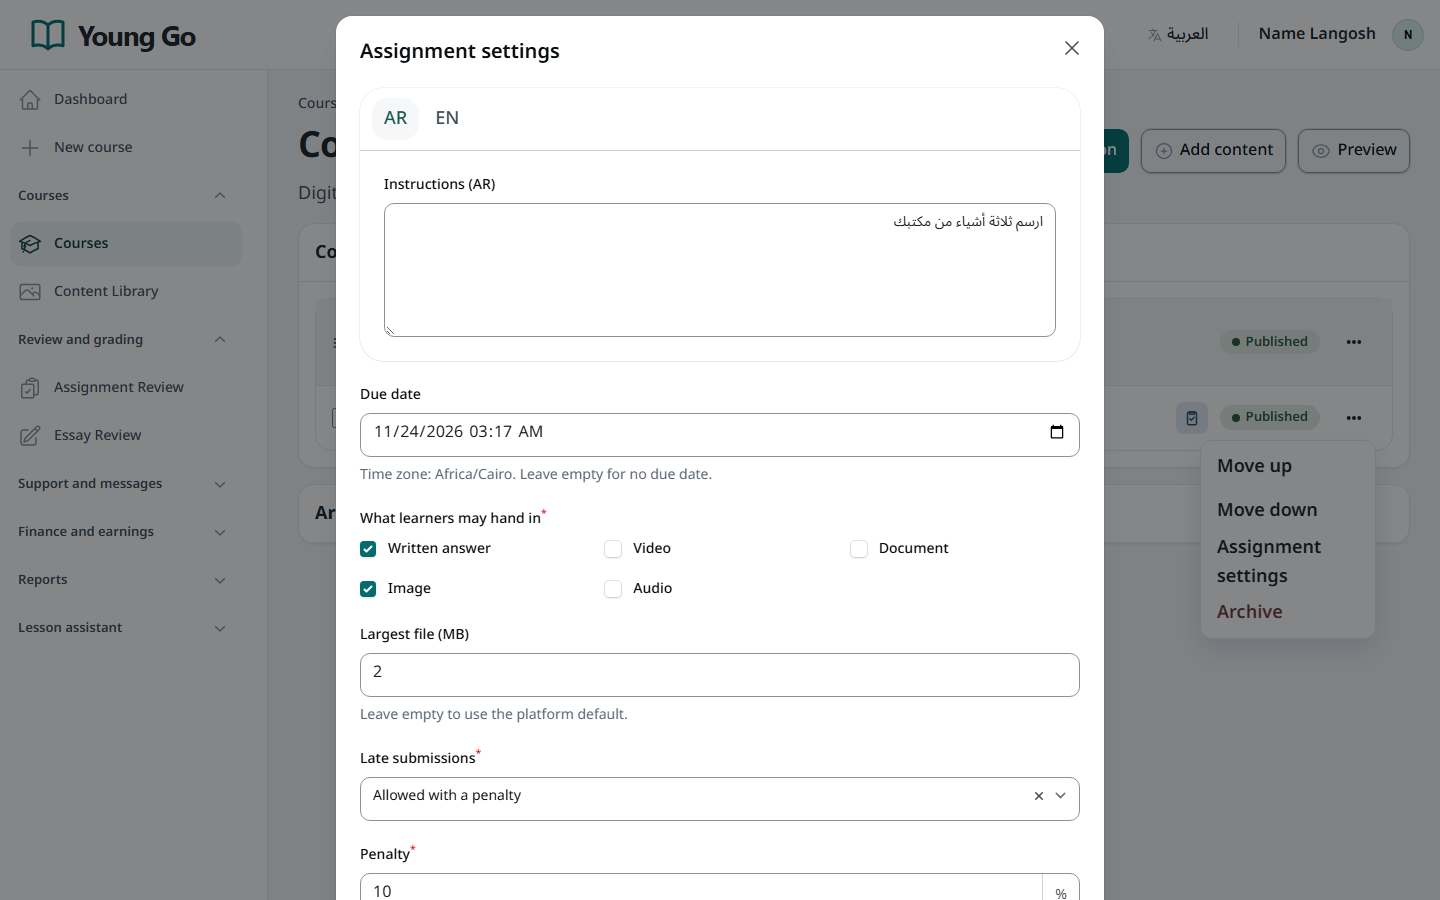 Young Go
العربية
Name Langosh
N
Assignment settings
Dashboard
New course
Courses
Courses
Content Library
Review and grading
Assignment Review
Essay Review
Support and messages
Finance and earnings
Reports
Lesson assistant
Add content
Preview
AR
EN
Instructions (AR)
ارسم ثلاثة أشياء من مكتبك
Due date
11/24/2026 03:17 AM
Time zone: Africa/Cairo. Leave empty for no due date.
What learners may hand in*
Written answer
Video
Document
Image
Audio
Largest file (MB)
2
Leave empty to use the platform default.
Late submissions*
Allowed with a penalty
Penalty*
10
%
Published
Published
Move up
Move down
Assignment
settings
Archive